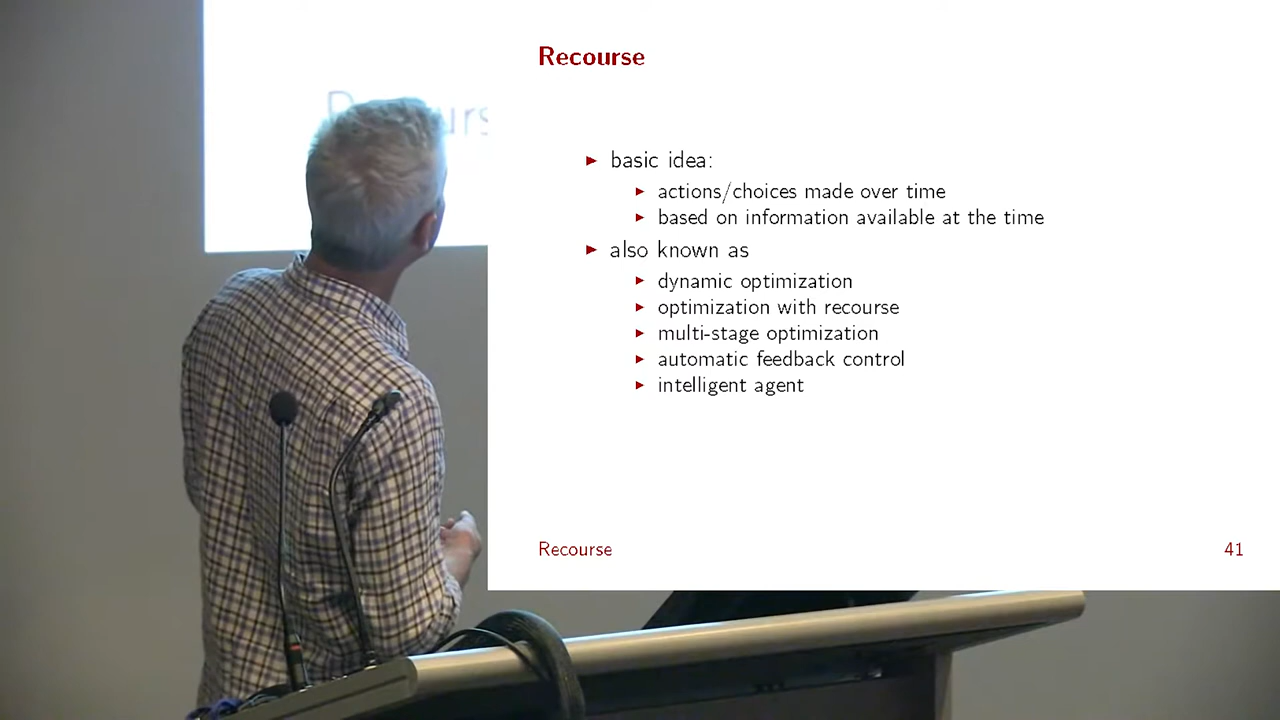 Recourse
basic idea:
actions/choices made over time
based on information available at the time
also known as
dynamic optimization
optimization with recourse
multi-stage optimization
automatic feedback control
intelligent agent
Recourse 41